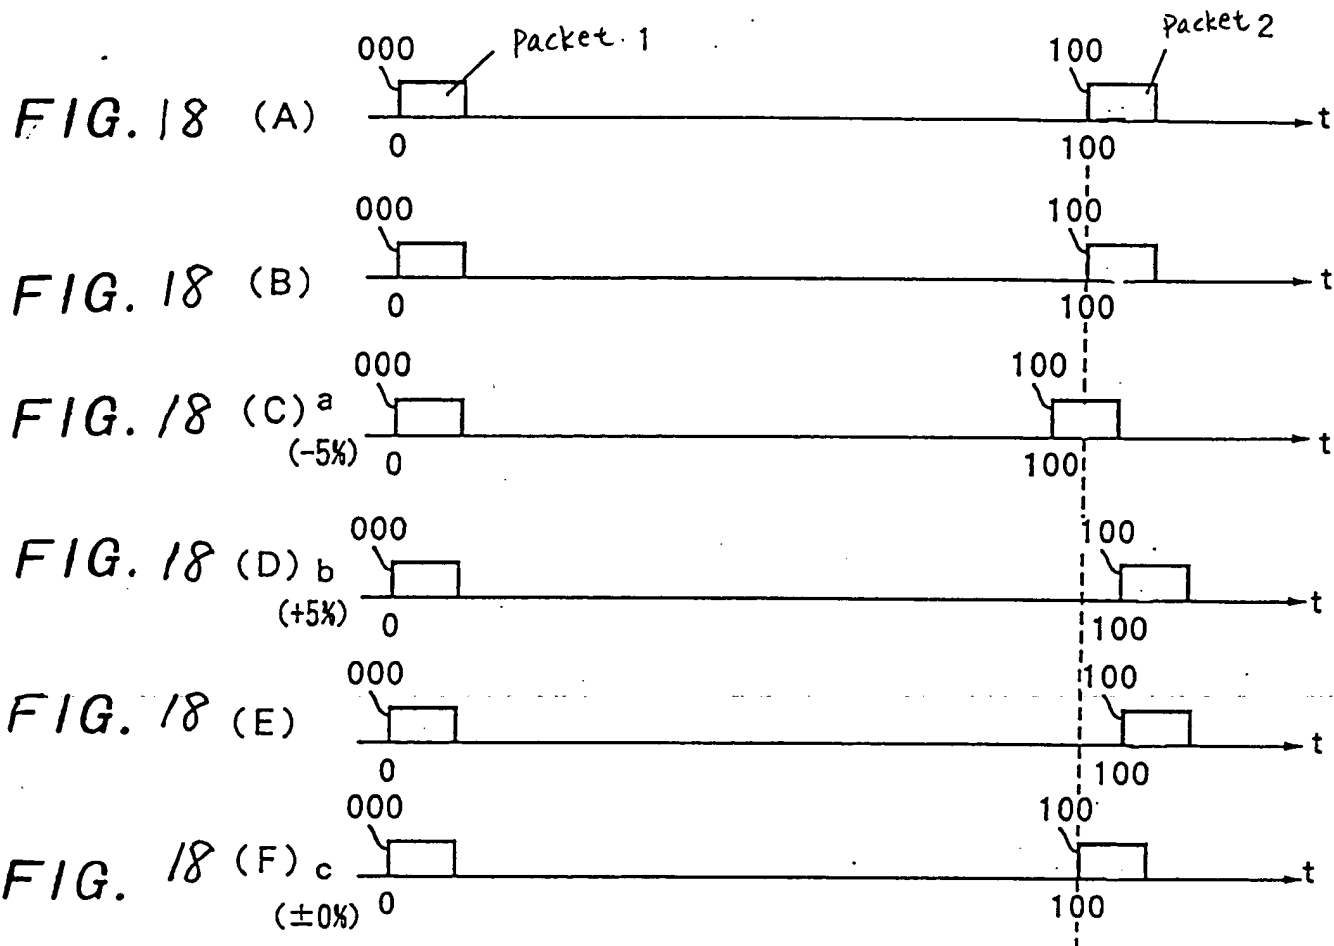 000 Packet 1 100 Packet 2
FIG. 18 (A) t
0 100
000 100
FIG. 18 (B) t
0 100
000 100
FIG. 18 (C) a t
(-5%) 0 100
000 100
FIG. 18 (D) b t
(+5%) 0 100
000 100
FIG. 18 (E) t
0 100
000 100
FIG. 18 (F) c t
(±0%) 0 100